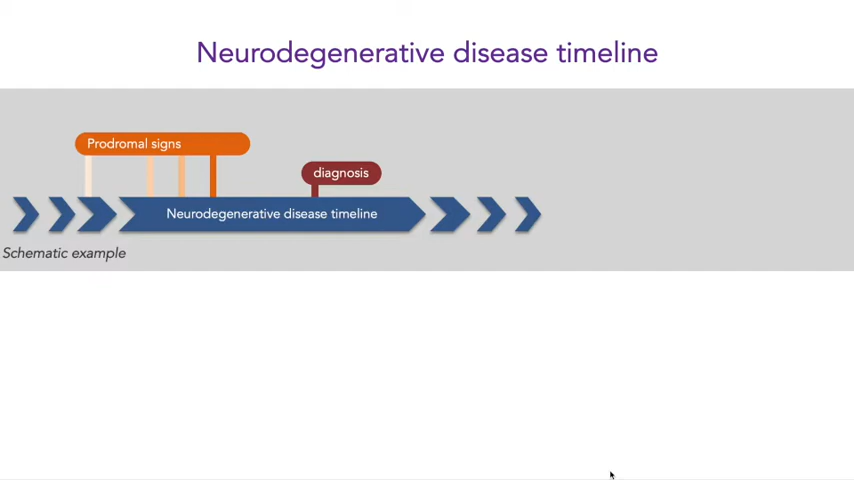 Neurodegenerative disease timeline
Prodromal signs
diagnosis
Neurodegenerative disease timeline
Schematic example